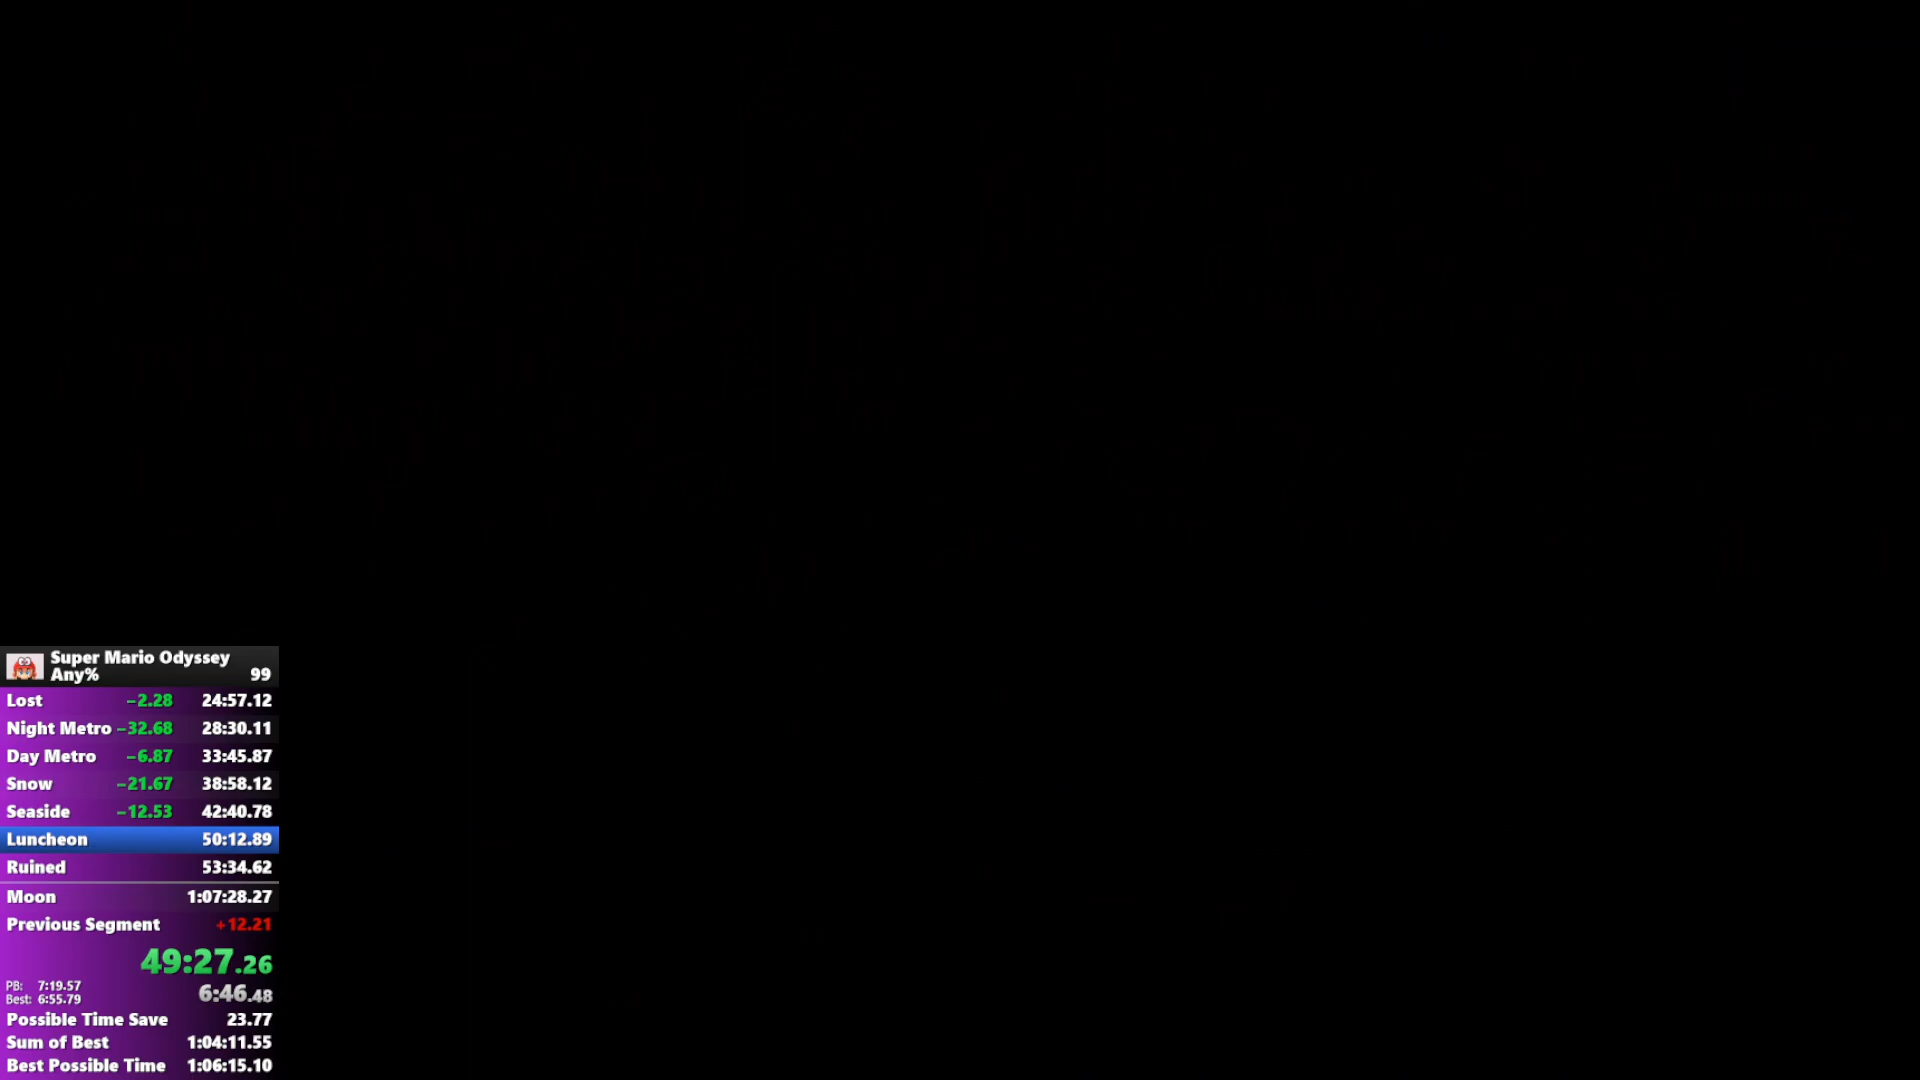 Super Mario Odyssey
Any% 99
Lost −2.28 24:57.12
Night Metro −32.68 28:30.11
Day Metro −6.87 33:45.87
Snow −21.67 38:58.12
Seaside −12.53 42:40.78
Luncheon 50:12.89
Ruined 53:34.62
Moon 1:07:28.27
Previous Segment +12.21
49:27.26
PB: 7:19.57
Best: 6:55.79
6:46.48
Possible Time Save 23.77
Sum of Best 1:04:11.55
Best Possible Time 1:06:15.10